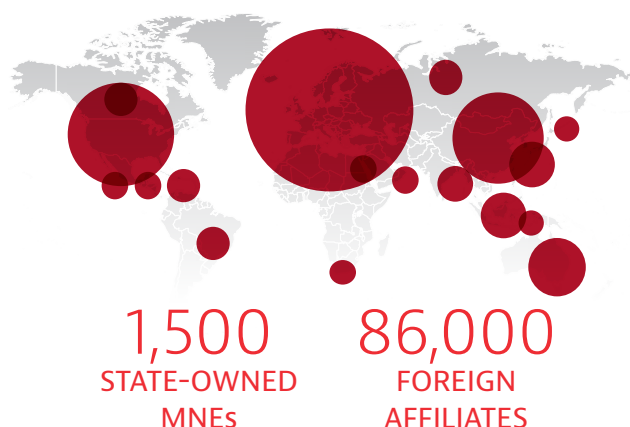 1,500
STATE-OWNED
MNEs
86,000
FOREIGN
AFFILIATES